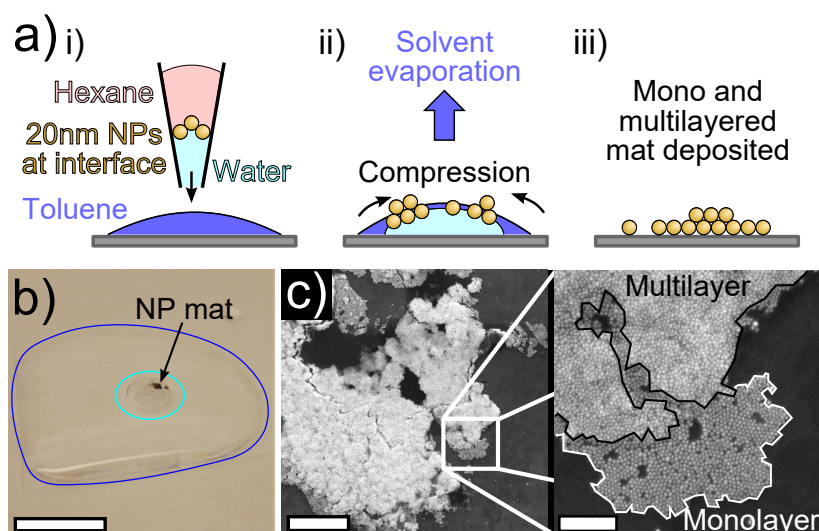 a) i)
Hexane
20nm NPs
at interface
Water
Toluene
ii)
Solvent
evaporation
Compression
iii)
Mono and
multilayered
mat deposited
b)
NP mat
c)
Multilayer
Monolayer